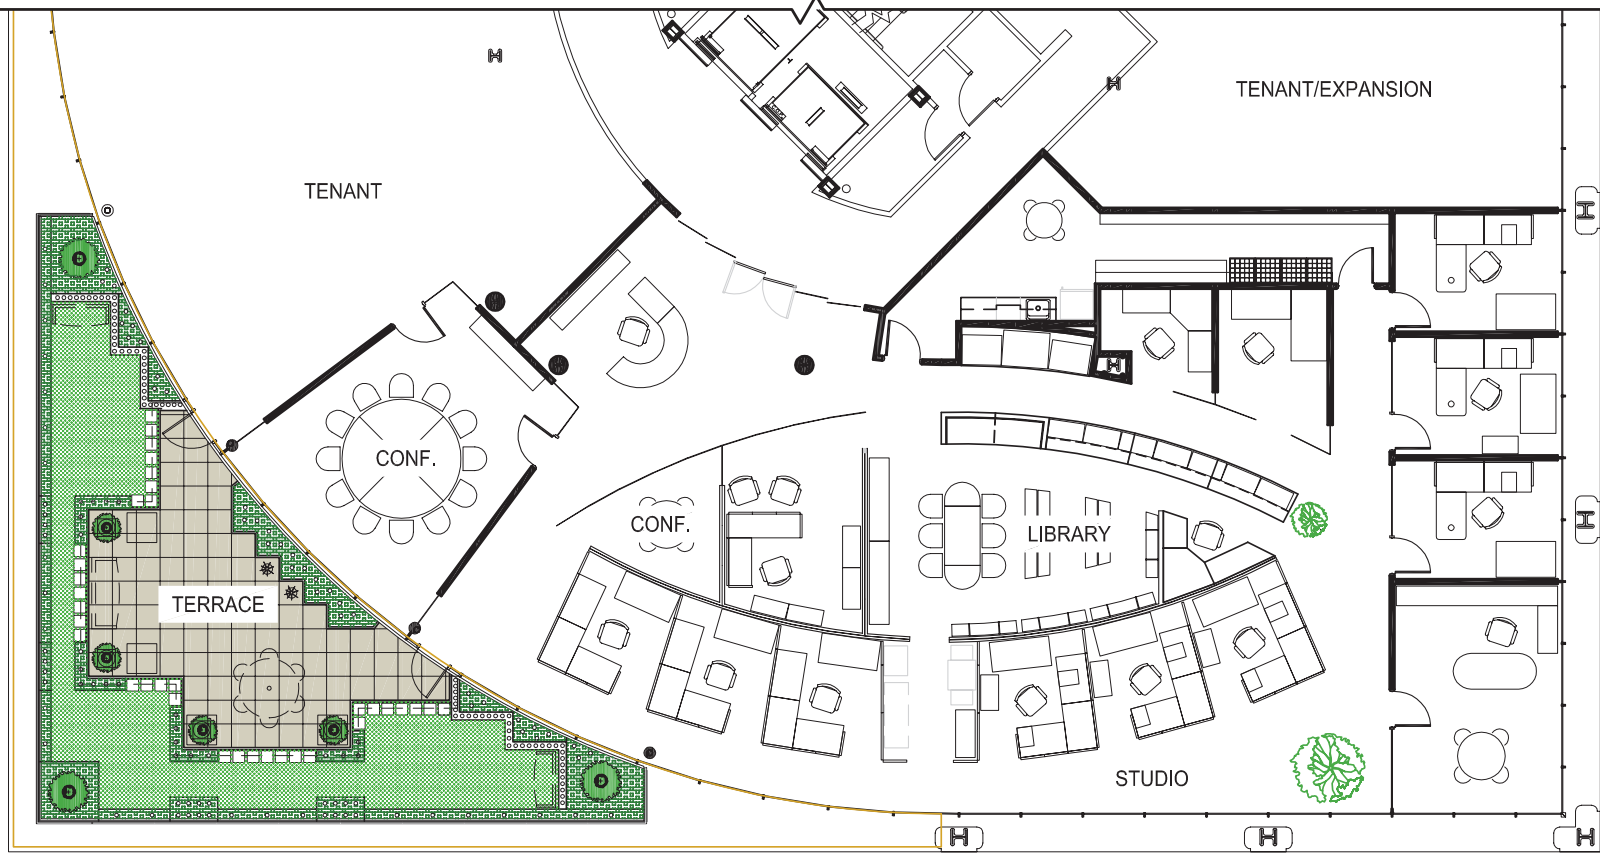 TENANT/EXPANSION
TENANT
CONF.
CONF.
LIBRARY
TERRACE
STUDIO